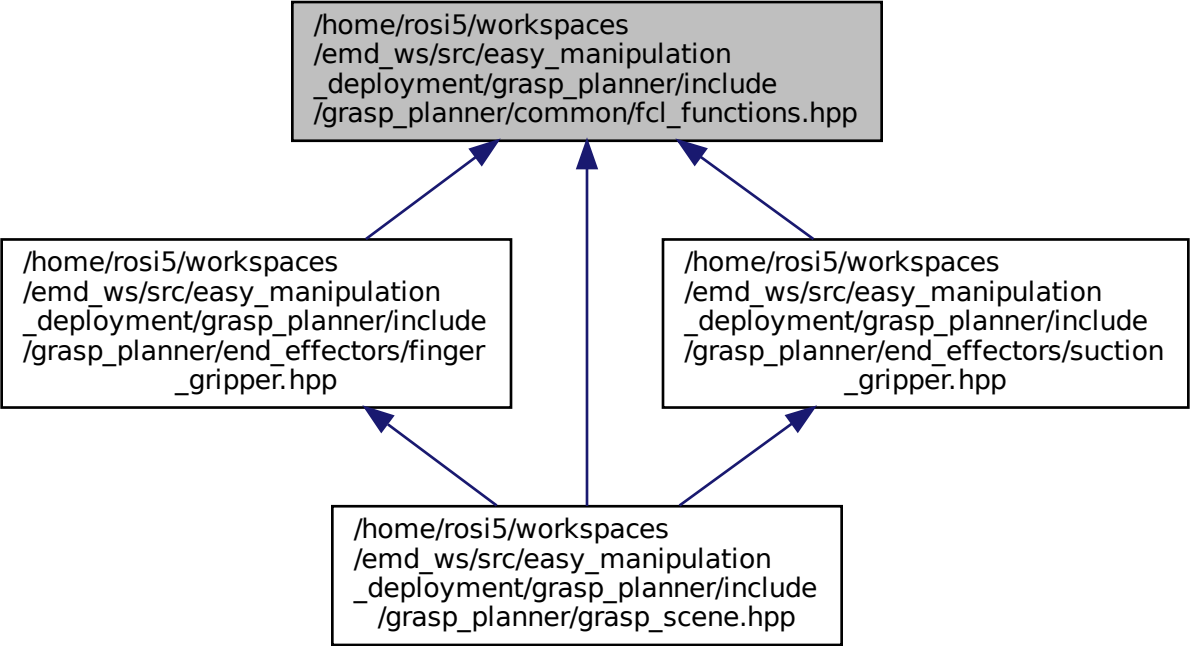 /home/rosi5/workspaces
/emd_ws/src/easy_manipulation
_deployment/grasp_planner/include
/grasp_planner/common/fcl_functions.hpp
/home/rosi5/workspaces
/emd_ws/src/easy_manipulation
_deployment/grasp_planner/include
/grasp_planner/end_effectors/finger
_gripper.hpp
/home/rosi5/workspaces
/emd_ws/src/easy_manipulation
_deployment/grasp_planner/include
/grasp_planner/end_effectors/suction
_gripper.hpp
/home/rosi5/workspaces
/emd_ws/src/easy_manipulation
_deployment/grasp_planner/include
/grasp_planner/grasp_scene.hpp